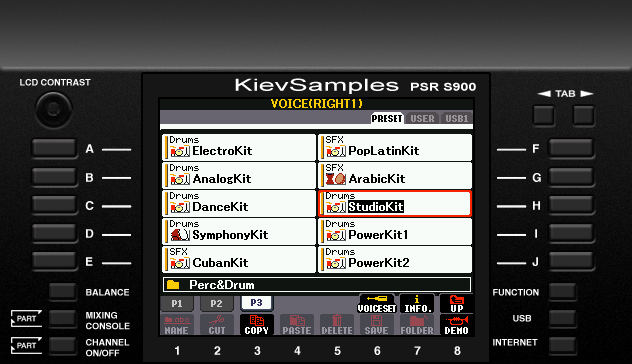 LCD CONTRAST
KievSamples PSR S900
TAB
VOICE(RIGHT1)
PRESET USER USB1
Drums
ElectroKit
SFX
PopLatinKit
Drums
AnalogKit
SFX
ArabicKit
Drums
DanceKit
Drums
StudioKit
Drums
SymphonyKit
Drums
PowerKit1
SFX
CubanKit
Drums
PowerKit2
Perc&Drum
P1 P2 P3
VOICESET INFO. UP
NAME CUT COPY PASTE DELETE SAVE FOLDER DEMO
1 2 3 4 5 6 7 8
A
B
C
D
E
BALANCE
PART
MIXING
CONSOLE
PART
CHANNEL
ON/OFF
F
G
H
I
J
FUNCTION
USB
INTERNET